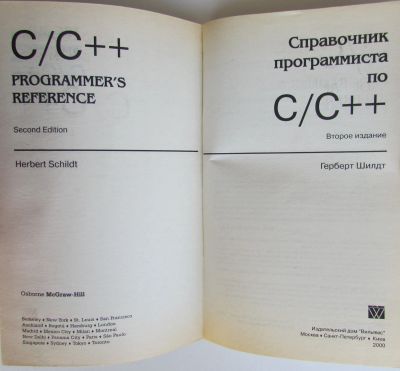 C/C++
PROGRAMMER'S
REFERENCE
Second Edition
Herbert Schildt
Osborne McGraw-Hill
Berkeley • New York • St. Louis • San Francisco
Auckland • Bogotá • Hamburg • London
Madrid • Mexico City • Milan • Montreal
New Delhi • Panama City • Paris • São Paulo
Singapore • Sydney • Tokyo • Toronto
Справочник
программиста
по
C/C++
Второе издание
Герберт Шилдт
Издательский дом "Вильямс"
Москва • Санкт-Петербург • Киев
2000